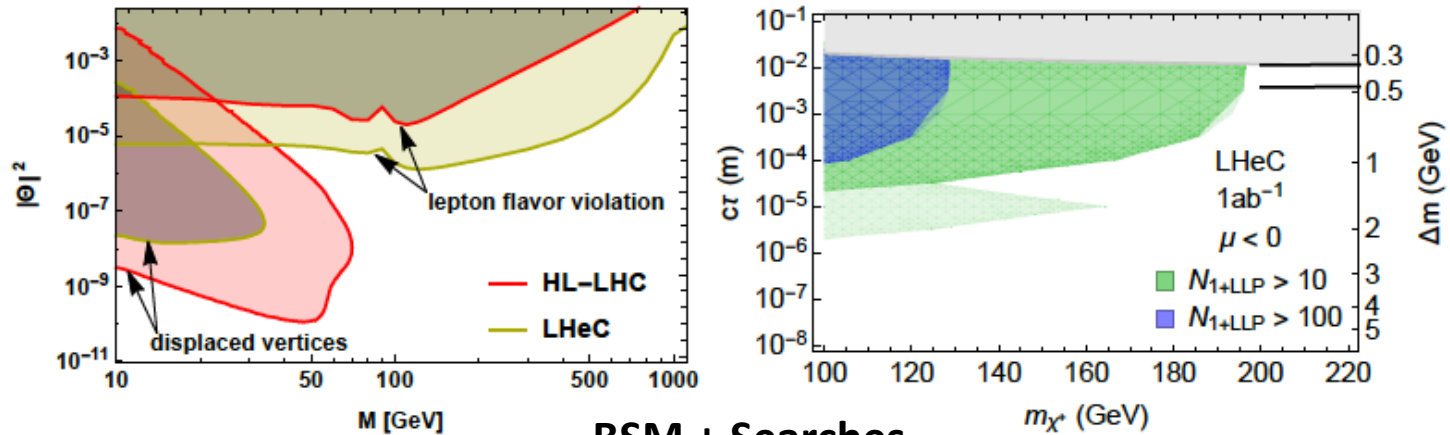 10⁻³
10⁻⁵
10⁻⁷
10⁻⁹
10⁻¹¹
|Θ|²
10
50
100
500
1000
M [GeV]
lepton flavor violation
displaced vertices
HL–LHC
LHeC
10⁻¹
10⁻²
10⁻³
10⁻⁴
10⁻⁵
10⁻⁶
10⁻⁷
10⁻⁸
cτ (m)
100
120
140
160
180
200
220
mχ⁺ (GeV)
0.3
0.5
1
2
3
4
5
Δm (GeV)
LHeC
1ab⁻¹
μ < 0
N₁₊LLP > 10
N₁₊LLP > 100
BSM + Searches